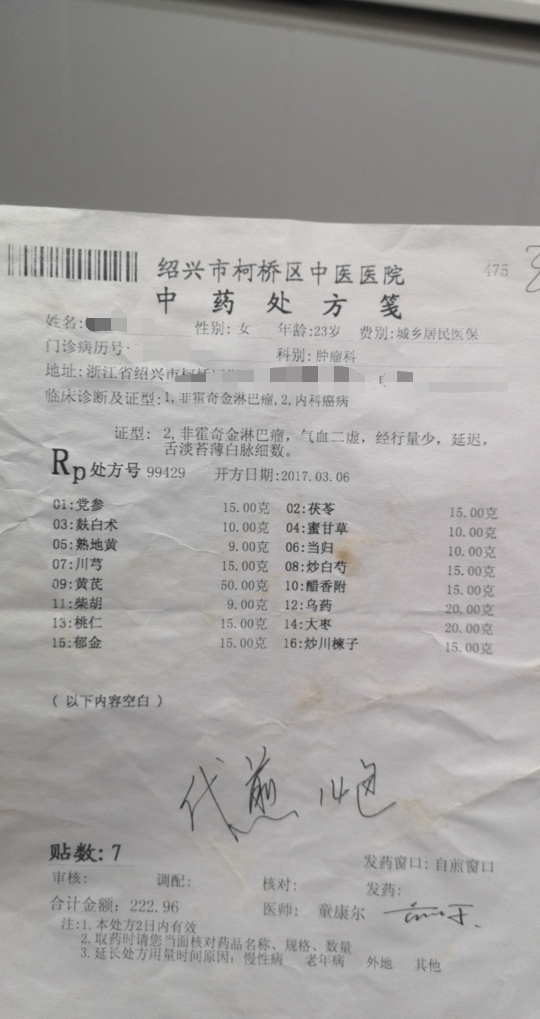 绍兴市柯桥区中医医院
475
中药处方笺
姓名: 性别: 女 年龄:23岁 费别:城乡居民医保
门诊病历号: 科别: 肿瘤科
地址:浙江省绍兴市柯桥
临床诊断及证型:1,非霍奇金淋巴瘤,2,内科癌病
证型: 2,非霍奇金淋巴瘤,气血二虚,经行量少,延迟,
舌淡苔薄白脉细数。
Rp处方号 99429 开方日期:2017.03.06
01:党参 15.00克 02:茯苓 15.00克
03:麸白术 10.00克 04:蜜甘草 10.00克
05:熟地黄 9.00克 06:当归 10.00克
07:川芎 15.00克 08:炒白芍 15.00克
09:黄芪 50.00克 10:醋香附 15.00克
11:柴胡 9.00克 12:乌药 20.00克
13:桃仁 15.00克 14:大枣 20.00克
15:郁金 15.00克 16:炒川楝子 15.00克
(以下内容空白)
代煎 14包
贴数:7
发药窗口: 自煎窗口
审核: 调配: 核对: 发药:
合计金额: 222.96 医师: 童康尔
注:1.本处方2日内有效
2.取药时请您当面核对药品名称、规格、数量
3.延长处方用量时间原因: 慢性病 老年病 外地 其他